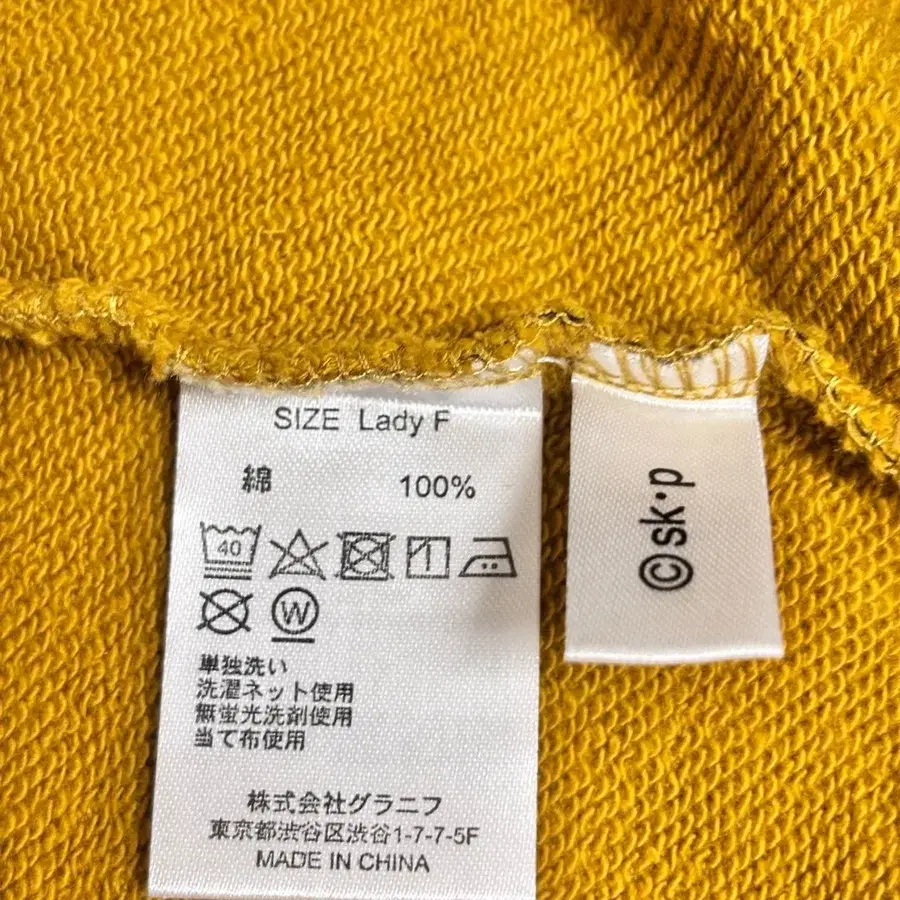 SIZE Lady F
綿 100%
40
W
単独洗い
洗濯ネット使用
無蛍光洗剤使用
当て布使用
株式会社グラニフ
東京都渋谷区渋谷1-7-7-5F
MADE IN CHINA
©sk・p